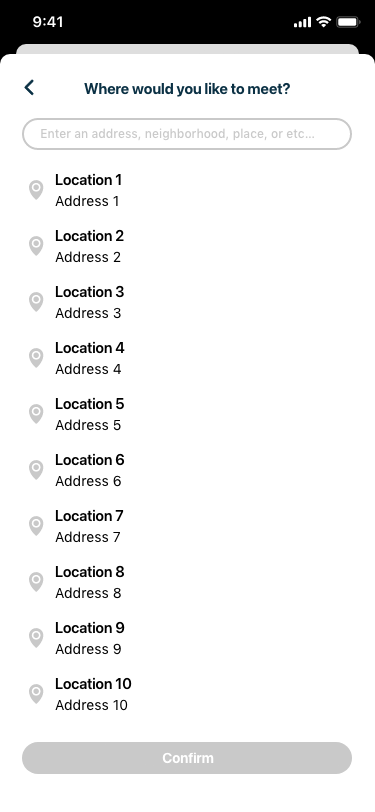 9:41
Where would you like to meet?
Enter an address, neighborhood, place, or etc...
Location 1
Address 1
Location 2
Address 2
Location 3
Address 3
Location 4
Address 4
Location 5
Address 5
Location 6
Address 6
Location 7
Address 7
Location 8
Address 8
Location 9
Address 9
Location 10
Address 10
Confirm